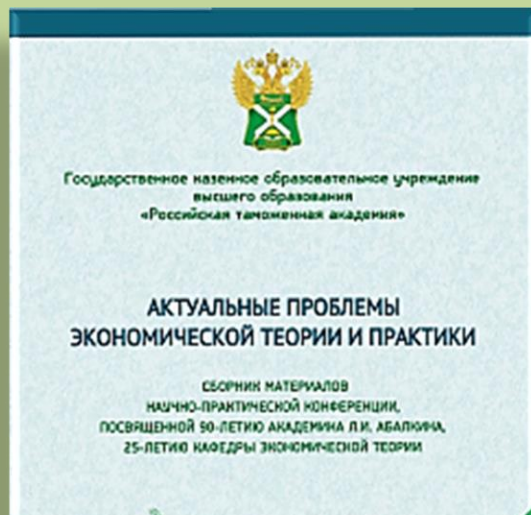 Государственное казенное образовательное учреждение
высшего образования
«Российская таможенная академия»
АКТУАЛЬНЫЕ ПРОБЛЕМЫ
ЭКОНОМИЧЕСКОЙ ТЕОРИИ И ПРАКТИКИ
СБОРНИК МАТЕРИАЛОВ
НАУЧНО-ПРАКТИЧЕСКОЙ КОНФЕРЕНЦИИ,
ПОСВЯЩЕННОЙ 90-ЛЕТИЮ АКАДЕМИКА Л.И. АБАЛКИНА,
25-ЛЕТИЮ КАФЕДРЫ ЭКОНОМИЧЕСКОЙ ТЕОРИИ